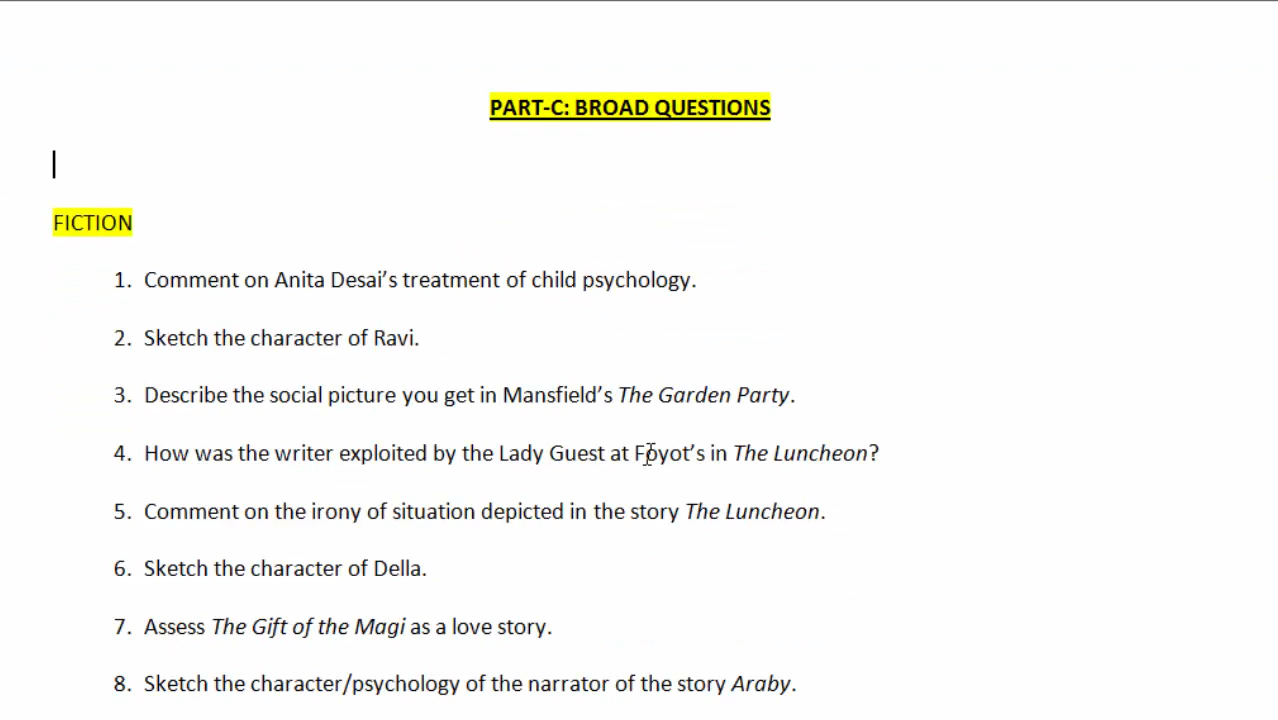 PART-C: BROAD QUESTIONS
FICTION
1. Comment on Anita Desai’s treatment of child psychology.
2. Sketch the character of Ravi.
3. Describe the social picture you get in Mansfield’s The Garden Party.
4. How was the writer exploited by the Lady Guest at Foyot’s in The Luncheon?
5. Comment on the irony of situation depicted in the story The Luncheon.
6. Sketch the character of Della.
7. Assess The Gift of the Magi as a love story.
8. Sketch the character/psychology of the narrator of the story Araby.